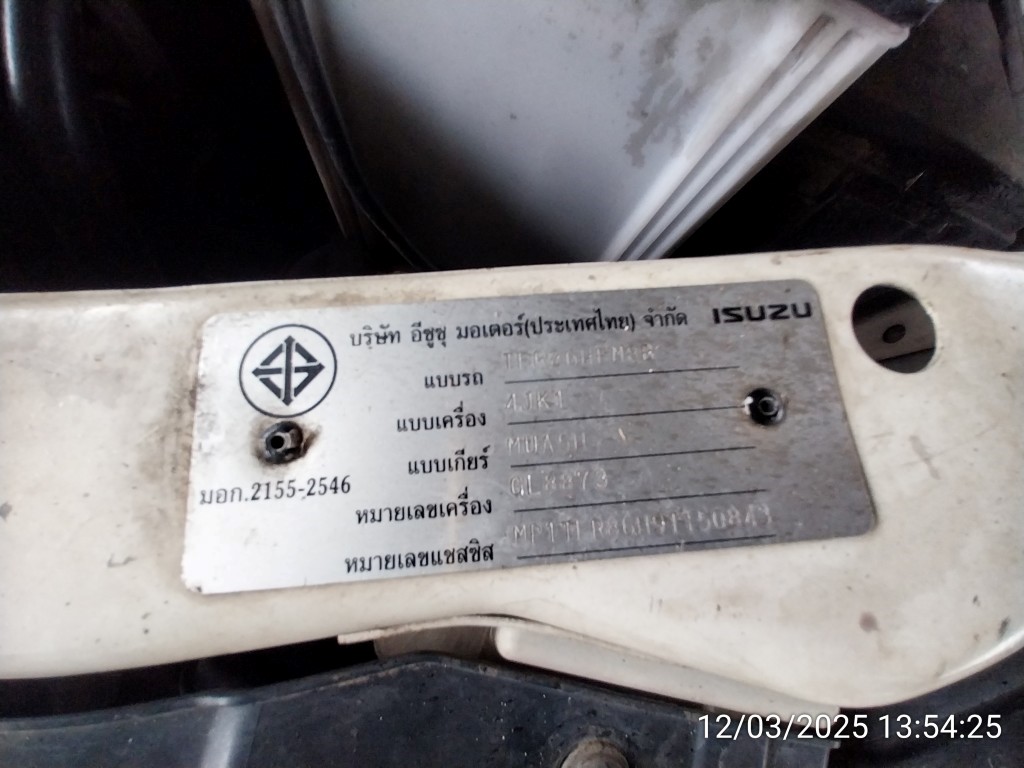 บริษัท อีซูซุ มอเตอร์(ประเทศไทย) จำกัด ISUZU
แบบรถ
แบบเครื่อง 4JK1
แบบเกียร์
มอก.2155-2546
หมายเลขเครื่อง QL8873
หมายเลขแชสซิส
12/03/2025 13:54:25